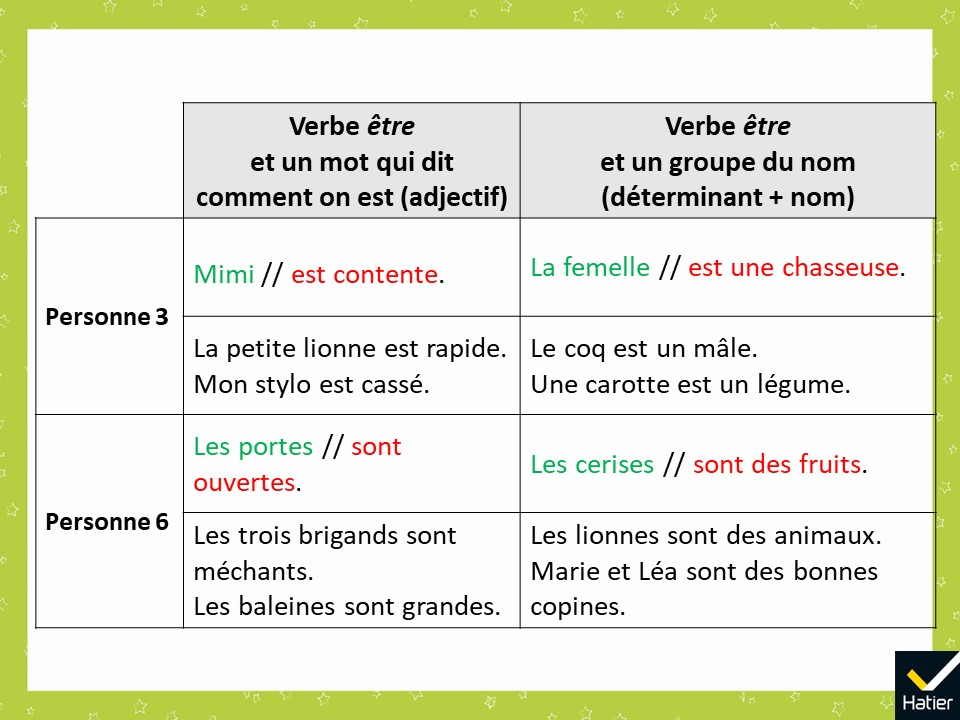 Verbe être
et un mot qui dit
comment on est (adjectif)
Verbe être
et un groupe du nom
(déterminant + nom)
Personne 3
Mimi // est contente.
La femelle // est une chasseuse.
La petite lionne est rapide.
Mon stylo est cassé.
Le coq est un mâle.
Une carotte est un légume.
Personne 6
Les portes // sont
ouvertes.
Les cerises // sont des fruits.
Les trois brigands sont
méchants.
Les baleines sont grandes.
Les lionnes sont des animaux.
Marie et Léa sont des bonnes
copines.
Hatier